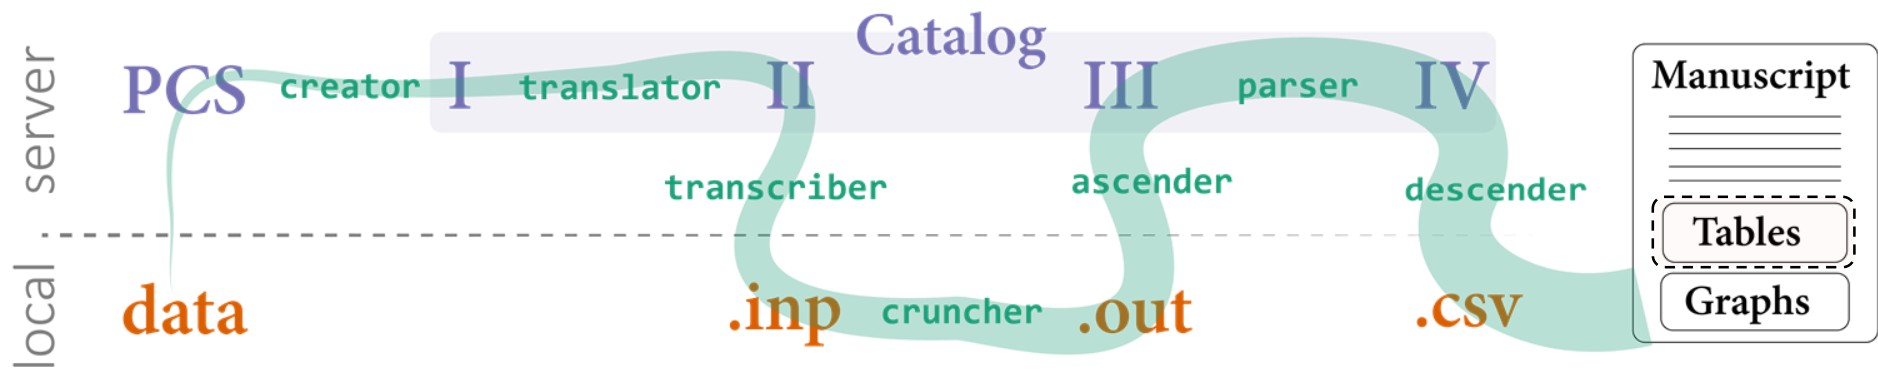 server
Catalog
PCS creator I translator II III parser IV
transcriber ascender descender
local
data .inp cruncher .out .csv
Manuscript
Tables
Graphs